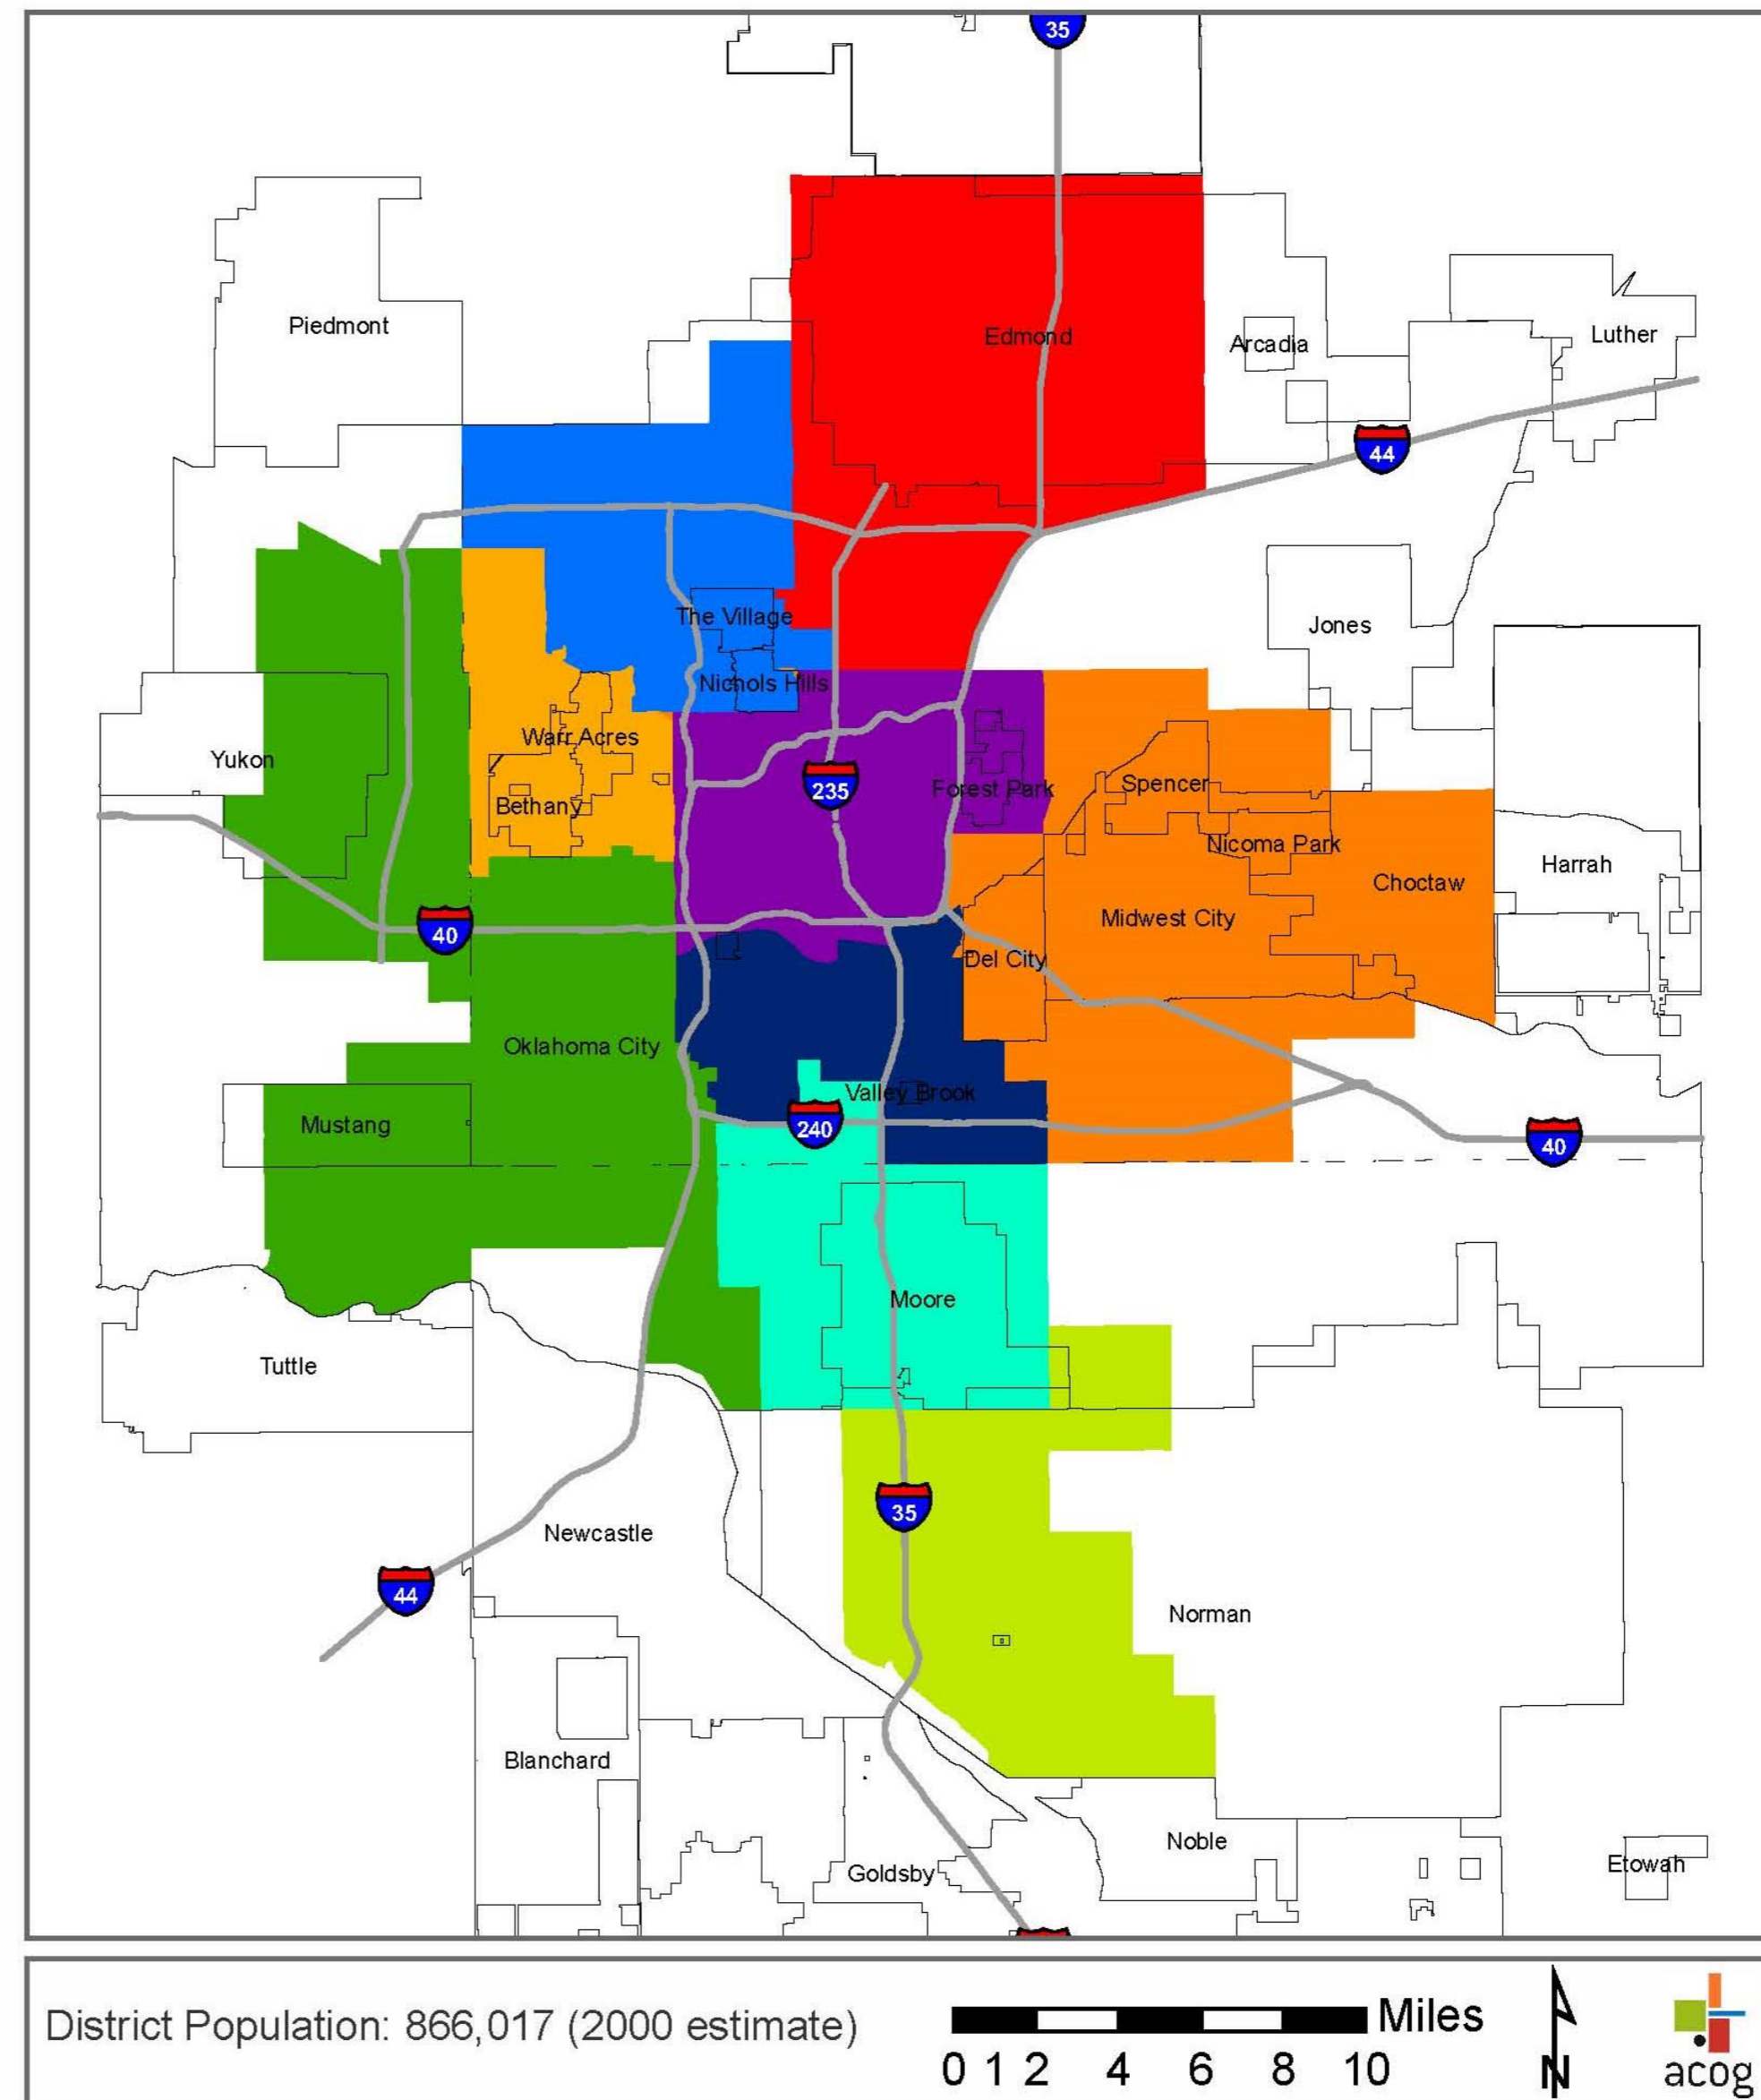 35
Piedmont
Edmond
Arcadia
Luther
44
The Village
Jones
Nichols Hills
Warr Acres
Yukon
235
Forest Park
Spencer
Bethany
Nicoma Park
Harrah
Choctaw
Midwest City
40
Del City
Oklahoma City
Valley Brook
Mustang
240
40
Moore
Tuttle
35
Newcastle
44
Norman
Blanchard
Noble
Goldsby
Etowah
District Population: 866,017 (2000 estimate)
Miles
0 1 2 4 6 8 10
N
acog